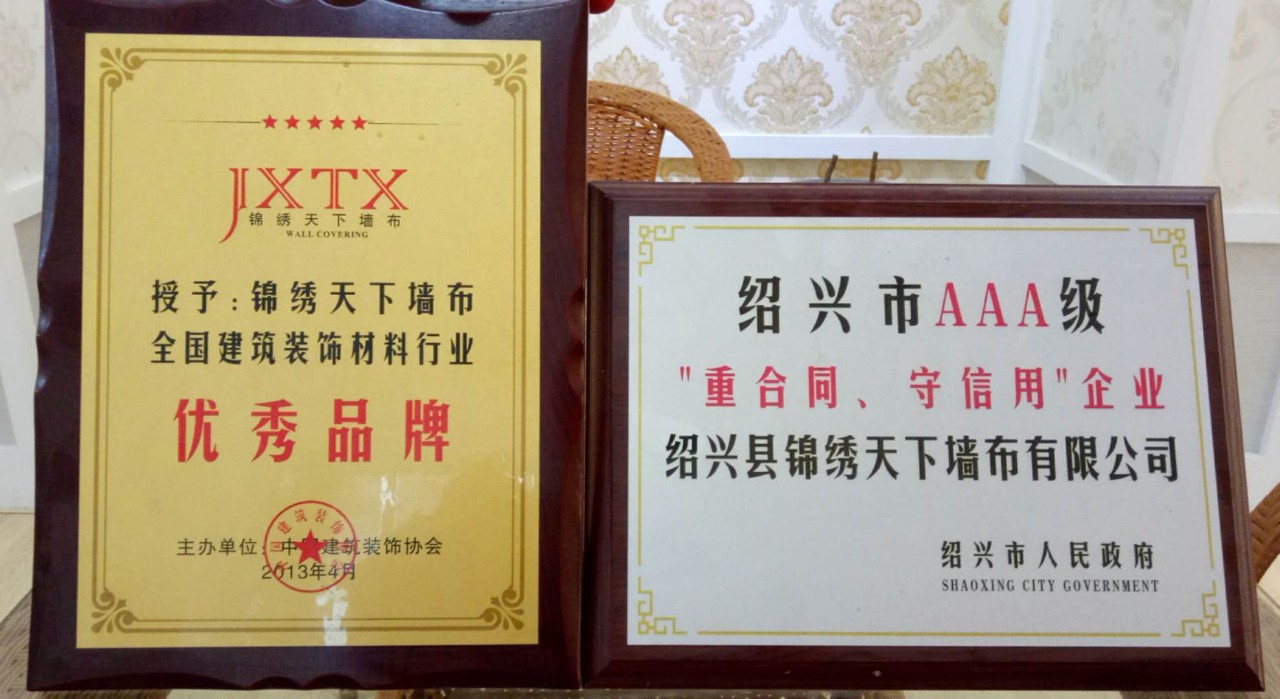 JXTX
锦绣天下墙布
WALL COVERING
授予:锦绣天下墙布
全国建筑装饰材料行业
优秀品牌
主办单位:中国建筑装饰协会
2013年4月
绍兴市AAA级
"重合同、守信用"企业
绍兴县锦绣天下墙布有限公司
绍兴市人民政府
SHAOXING CITY GOVERNMENT